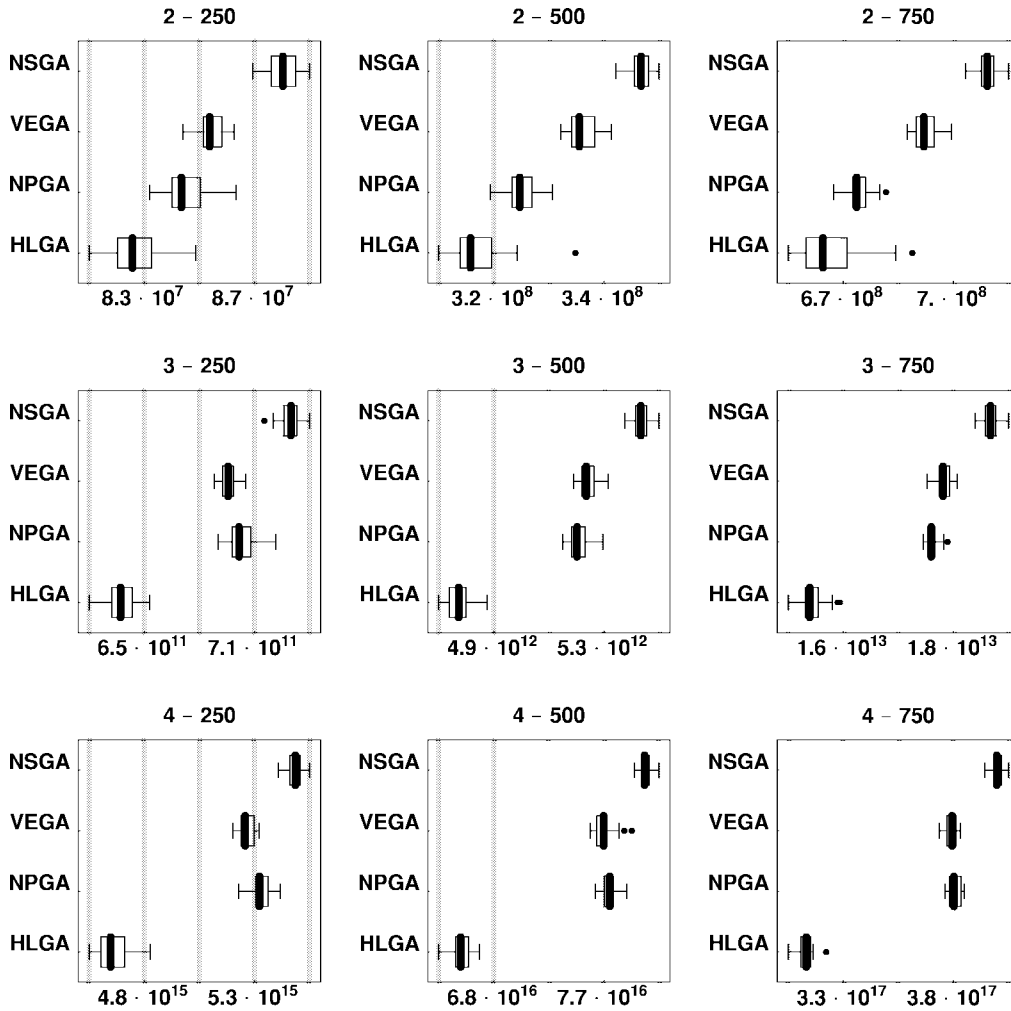 2 – 250
2 – 500
2 – 750
NSGA
VEGA
NPGA
HLGA
8.3 · 10^7
8.7 · 10^7
NSGA
VEGA
NPGA
HLGA
3.2 · 10^8
3.4 · 10^8
NSGA
VEGA
NPGA
HLGA
6.7 · 10^8
7. · 10^8
3 – 250
3 – 500
3 – 750
NSGA
VEGA
NPGA
HLGA
6.5 · 10^11
7.1 · 10^11
NSGA
VEGA
NPGA
HLGA
4.9 · 10^12
5.3 · 10^12
NSGA
VEGA
NPGA
HLGA
1.6 · 10^13
1.8 · 10^13
4 – 250
4 – 500
4 – 750
NSGA
VEGA
NPGA
HLGA
4.8 · 10^15
5.3 · 10^15
NSGA
VEGA
NPGA
HLGA
6.8 · 10^16
7.7 · 10^16
NSGA
VEGA
NPGA
HLGA
3.3 · 10^17
3.8 · 10^17